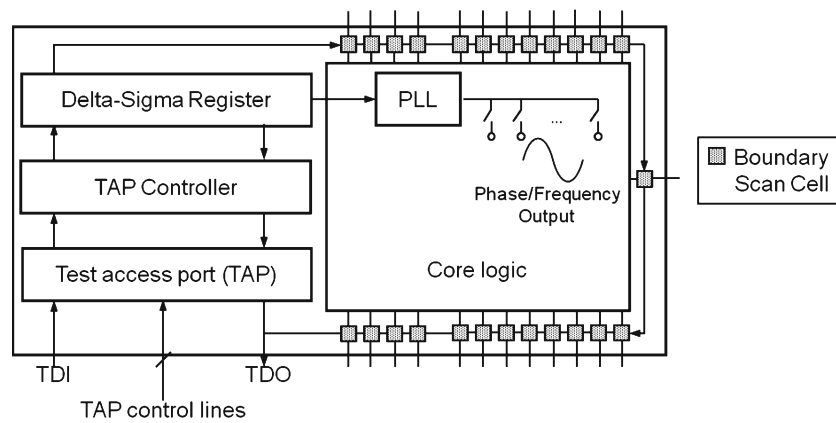 Delta-Sigma Register
PLL
...
TAP Controller
Phase/Frequency
Output
Boundary
Scan Cell
Test access port (TAP)
Core logic
TDI
TDO
TAP control lines